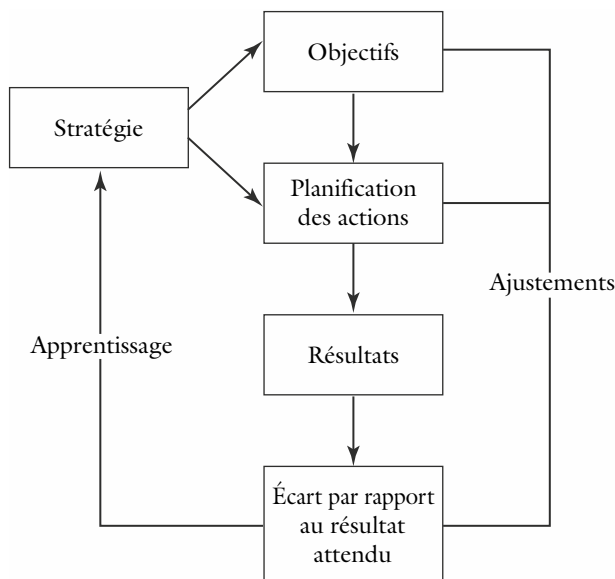 Objectifs
Stratégie
Planification
des actions
Ajustements
Apprentissage
Résultats
Écart par rapport
au résultat
attendu